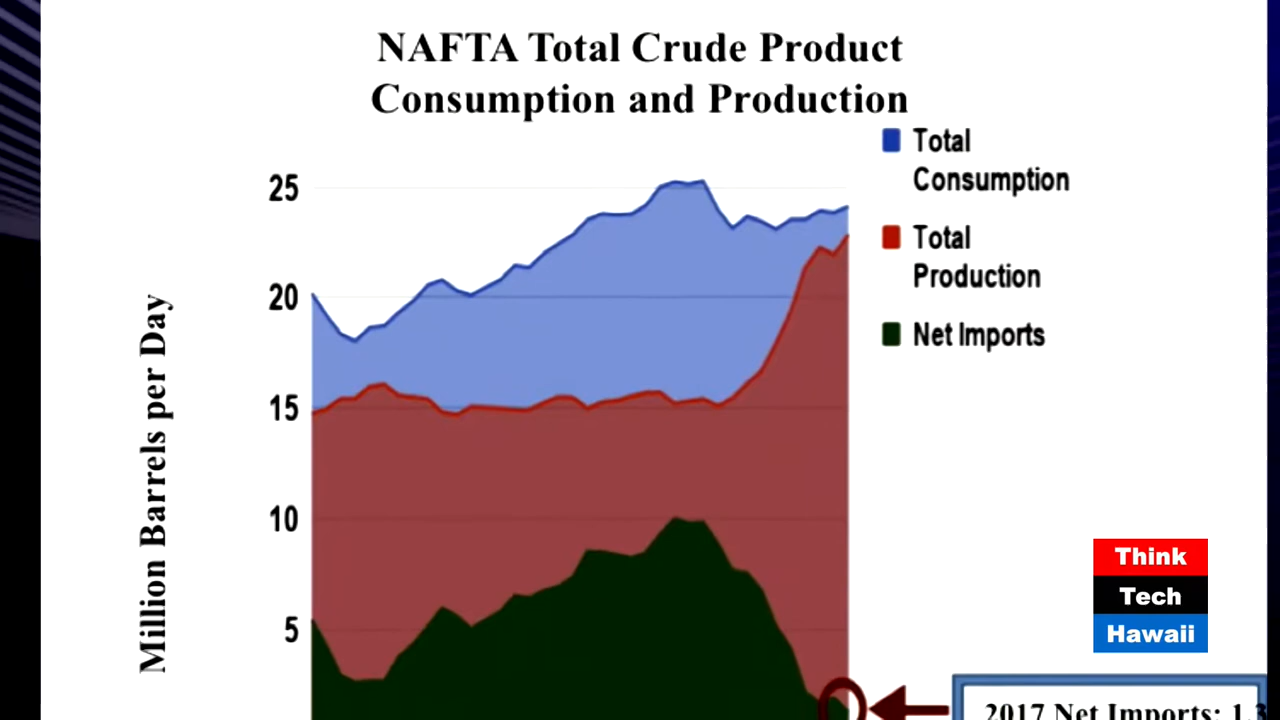 NAFTA Total Crude Product
Consumption and Production
Total
Consumption
Total
Production
Net Imports
Million Barrels per Day
25
20
15
10
5
Think
Tech
Hawaii
2017 Net Imports: 1.3